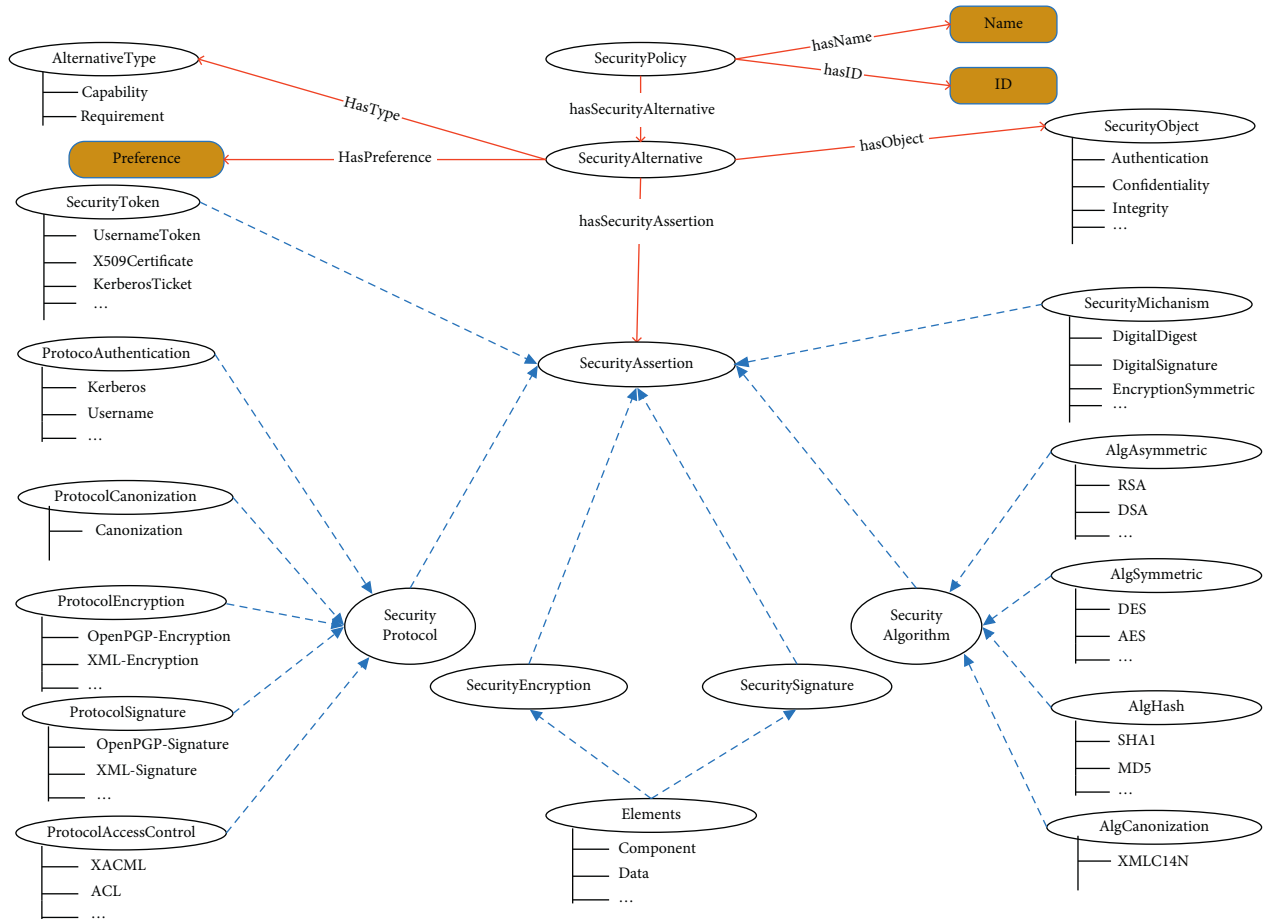 Name
hasName
AlternativeType
SecurityPolicy
hasID
ID
Capability
Requirement
HasType
hasSecurityAlternative
SecurityObject
hasObject
Preference
HasPreference
SecurityAlternative
Authentication
Confidentiality
Integrity
...
SecurityToken
hasSecurityAssertion
UsernameToken
X509Certificate
KerberosTicket
...
SecurityMichanism
DigitalDigest
DigitalSignature
EncryptionSymmetric
...
ProtocoAuthentication
SecurityAssertion
Kerberos
Username
...
AlgAsymmetric
RSA
DSA
...
ProtocolCanonization
Canonization
AlgSymmetric
DES
AES
...
ProtocolEncryption
OpenPGP-Encryption
XML-Encryption
...
Security
Protocol
Security
Algorithm
SecurityEncryption
SecuritySignature
ProtocolSignature
OpenPGP-Signature
XML-Signature
...
AlgHash
SHA1
MD5
...
ProtocolAccessControl
XACML
ACL
...
Elements
Component
Data
...
AlgCanonization
XMLC14N